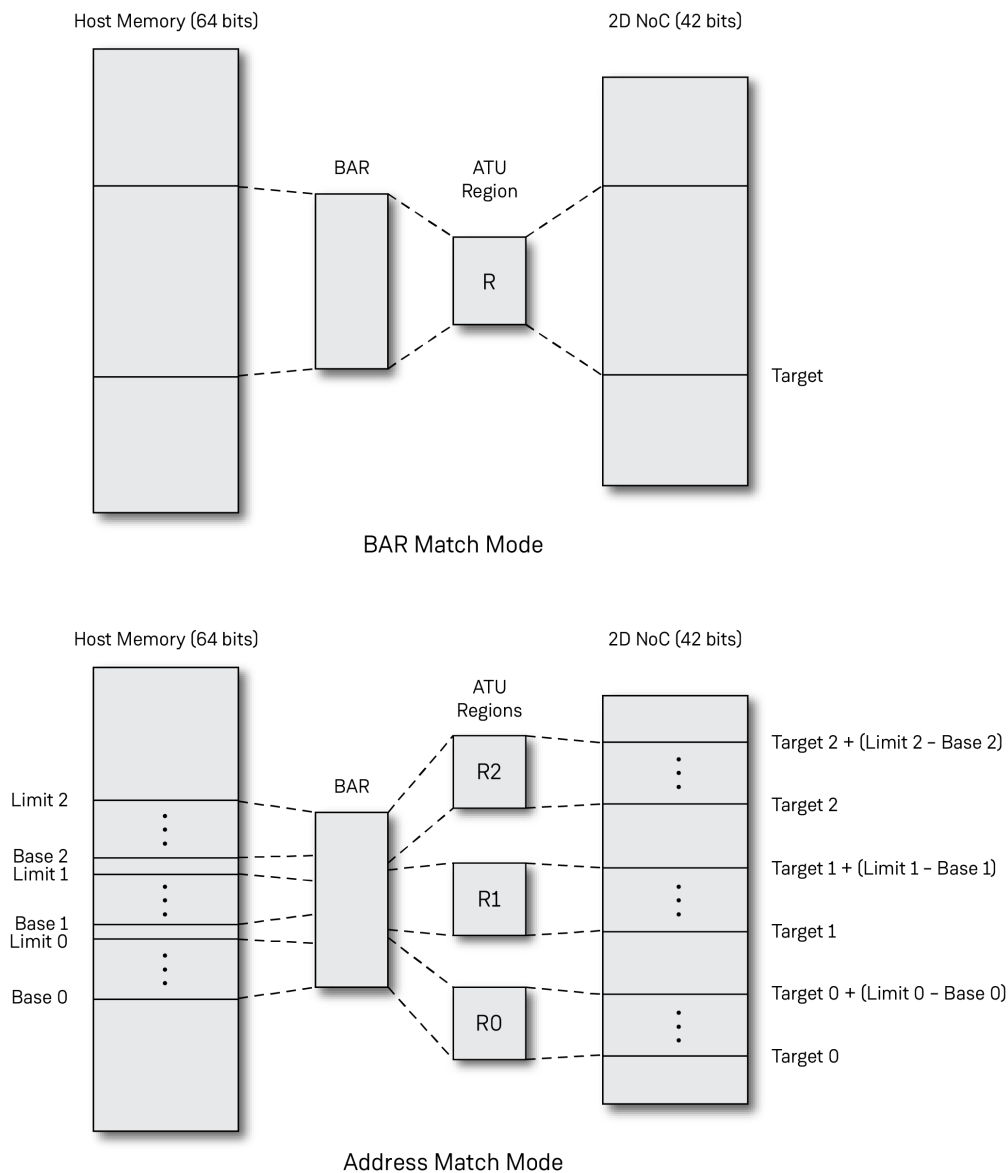 Host Memory (64 bits)
2D NoC (42 bits)
BAR
ATU
Region
R
Target
BAR Match Mode
Host Memory (64 bits)
2D NoC (42 bits)
ATU
Regions
BAR
R2
R1
R0
Limit 2
Base 2
Limit 1
Base 1
Limit 0
Base 0
Target 2 + (Limit 2 - Base 2)
Target 2
Target 1 + (Limit 1 - Base 1)
Target 1
Target 0 + (Limit 0 - Base 0)
Target 0
Address Match Mode